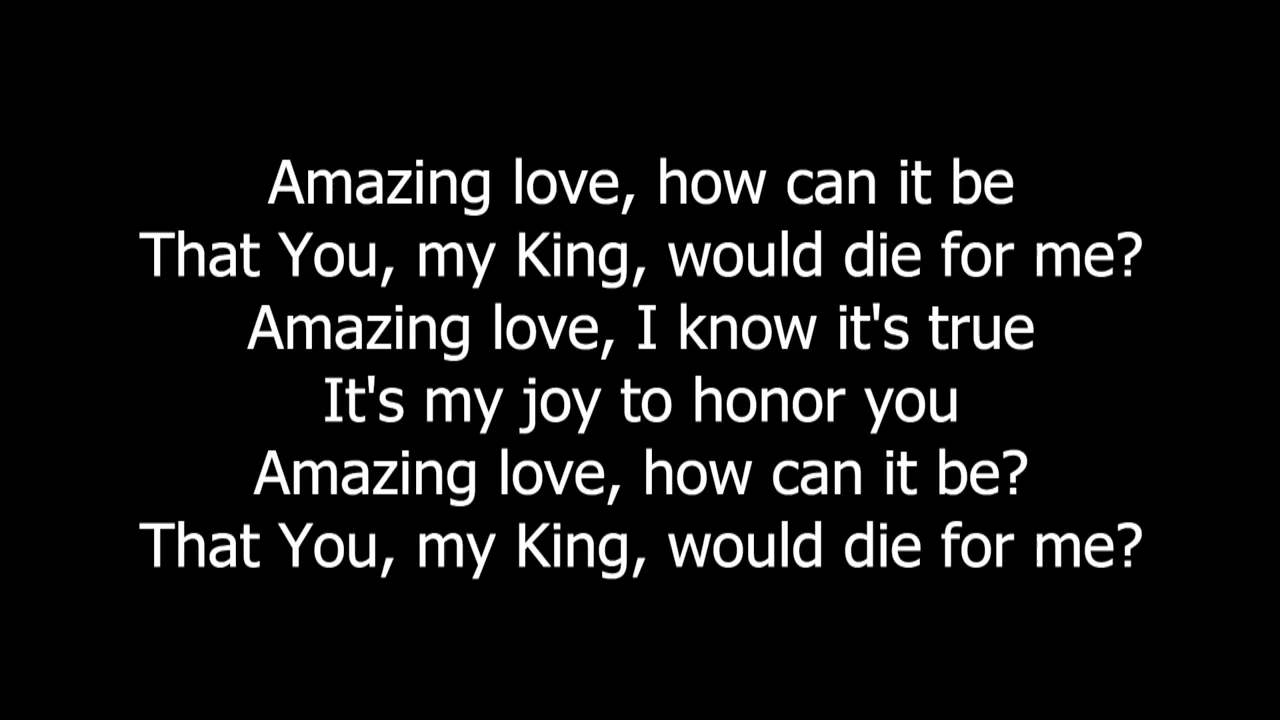 Amazing love, how can it be
That You, my King, would die for me?
Amazing love, I know it's true
It's my joy to honor you
Amazing love, how can it be?
That You, my King, would die for me?